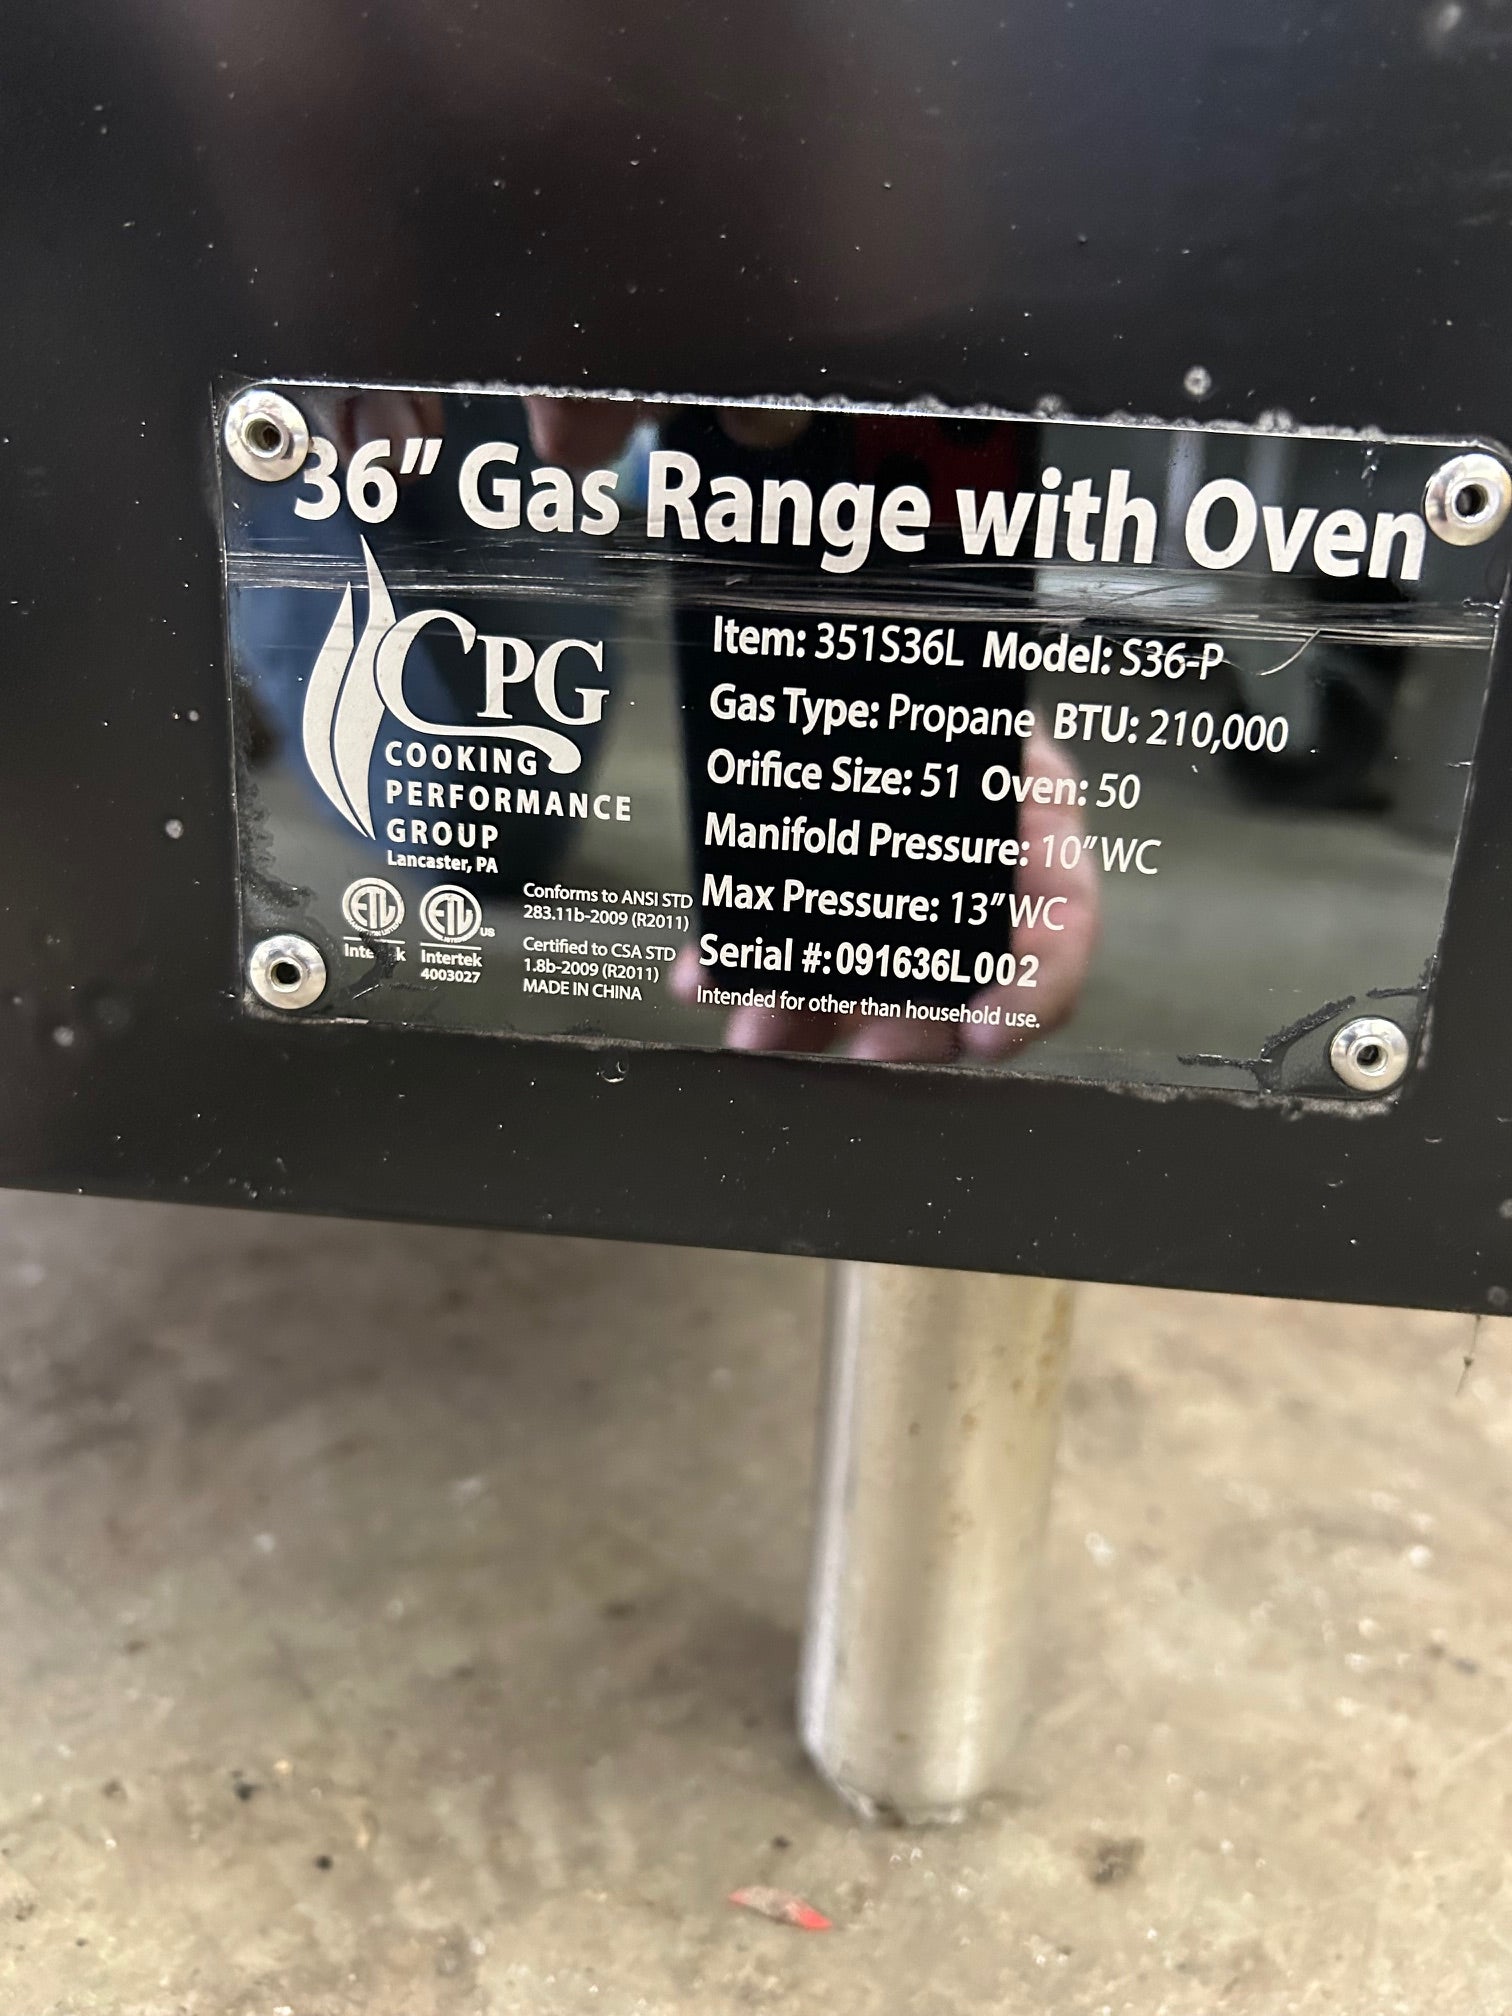 36" Gas Range with Oven
CPG
COOKING
PERFORMANCE
GROUP
Lancaster, PA
Item: 351S36L Model: S36-P
Gas Type: Propane BTU: 210,000
Orifice Size: 51 Oven: 50
Manifold Pressure: 10"WC
Max Pressure: 13"WC
Serial #:091636L002
Intended for other than household use.
ETL
ETL
US
Intertek
4003027
Conforms to ANSI STD
283.11b-2009 (R2011)
Certified to CSA STD
1.8b-2009 (R2011)
MADE IN CHINA